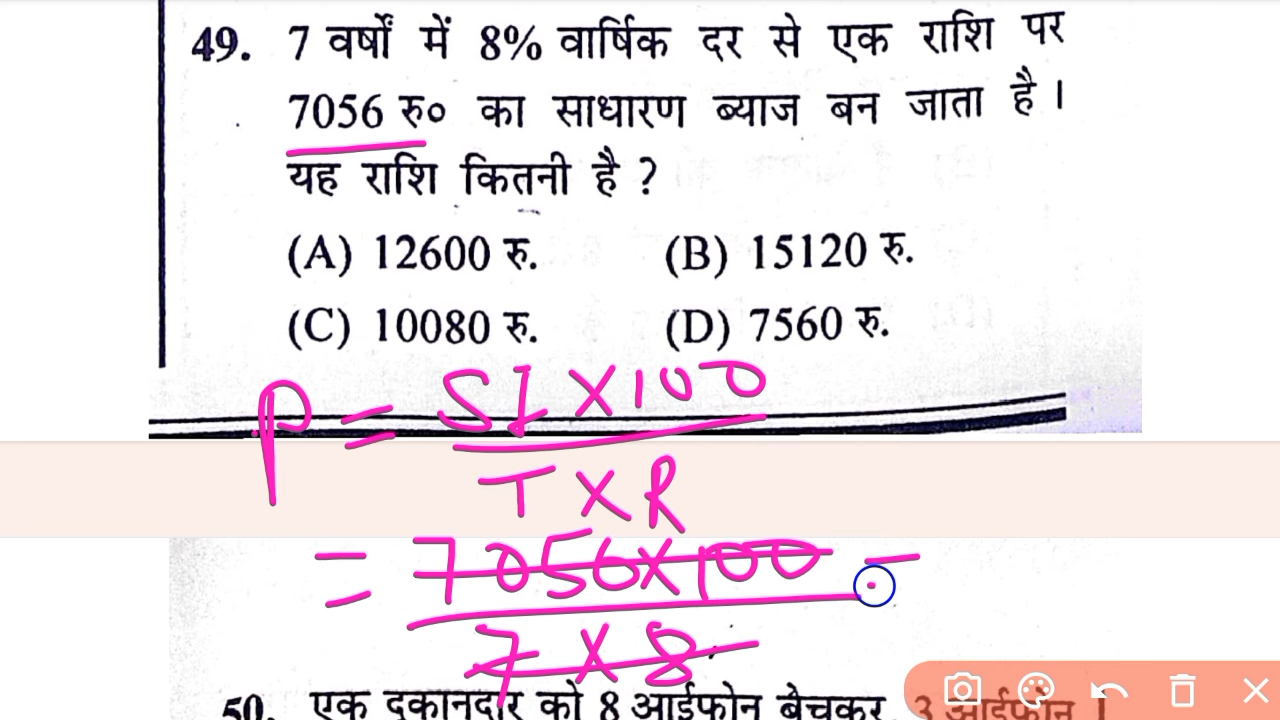 49. 7 वर्षों में 8% वार्षिक दर से एक राशि पर
7056 रु० का साधारण ब्याज बन जाता है ।
यह राशि कितनी है ?
(A) 12600 रु. (B) 15120 रु.
(C) 10080 रु. (D) 7560 रु.
P = SI × 100
T × R
= 7056 × 100 =
7 × 8
50. एक दुकानदार को 8 आईफोन बेचकर 3 आईफोन